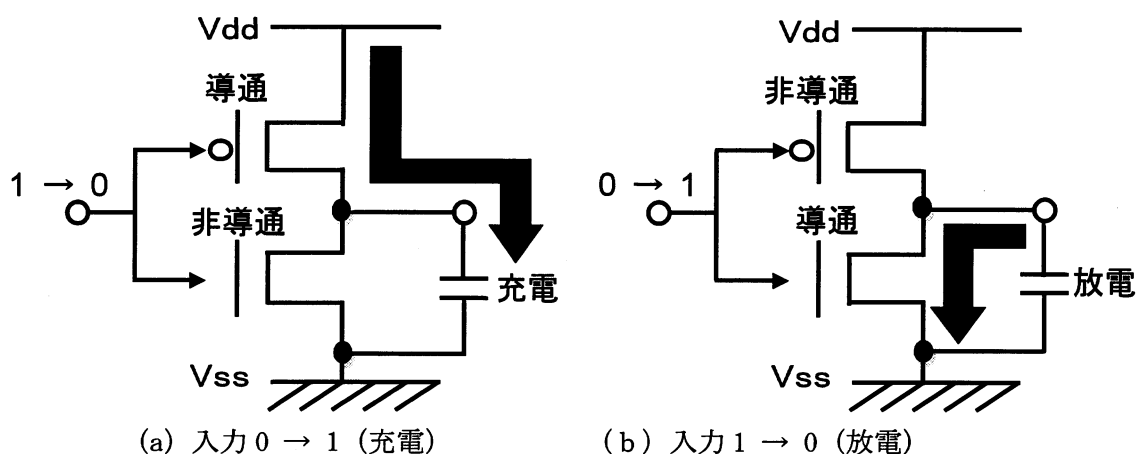 Vdd
導通
1 → 0
非導通
充電
Vss
(a) 入力 0 → 1 (充電)
Vdd
非導通
0 → 1
導通
放電
Vss
(b) 入力 1 → 0 (放電)